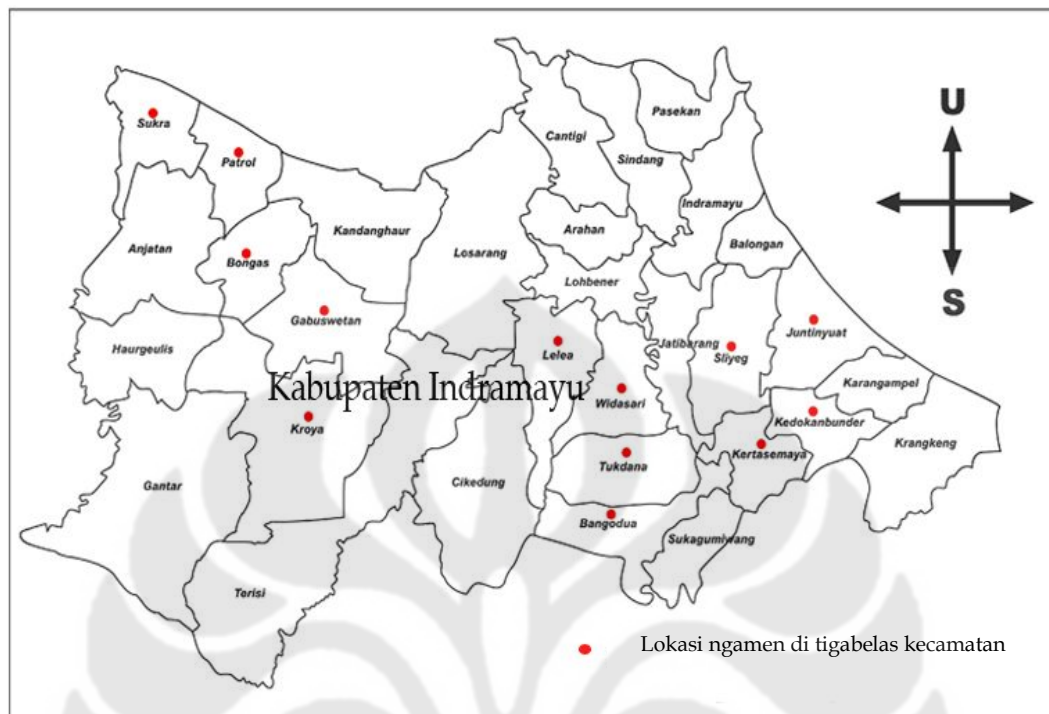 Pasekan
U
Sukra
Cantigi
Patrol
Sindang
Indramayu
Kandanghaur
Arahan
Anjatan
Losarang
Balongan
Bongas
Lohbener
S
Gabuswetan
Juntinyuat
Haurgeulis
Jatibarang
Lelea
Sliyeg
Karangampel
Kabupaten Indramayu
Widasari
Kedokanbunder
Kroya
Krangkeng
Kertasemaya
Tukdana
Gantar
Cikedung
Bangodua
Sukagumiwang
Terisi
Lokasi ngamen di tigabelas kecamatan